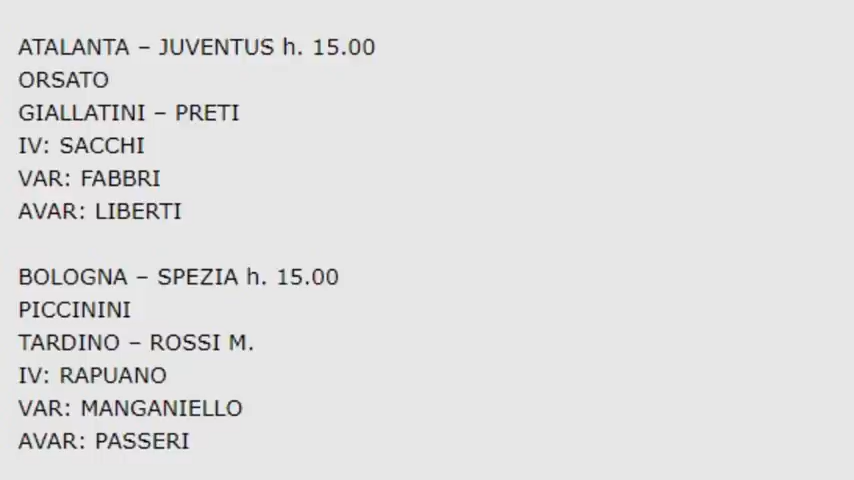 ATALANTA – JUVENTUS h. 15.00
ORSATO
GIALLATINI – PRETI
IV: SACCHI
VAR: FABBRI
AVAR: LIBERTI
BOLOGNA – SPEZIA h. 15.00
PICCININI
TARDINO – ROSSI M.
IV: RAPUANO
VAR: MANGANIELLO
AVAR: PASSERI